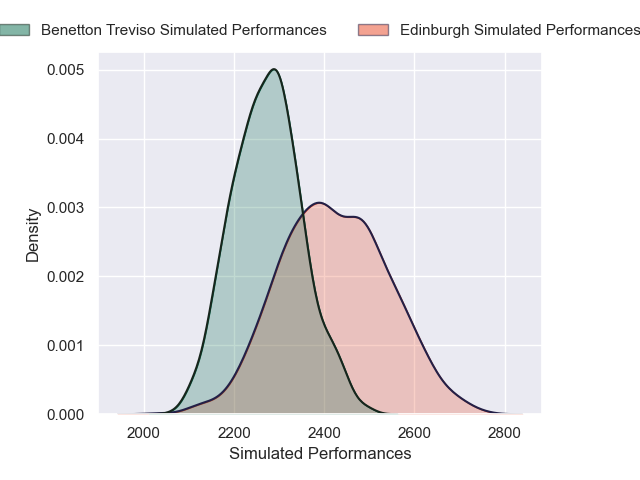 Benetton Treviso Simulated Performances
Edinburgh Simulated Performances
0.005
0.004
0.003
0.002
0.001
0.000
Density
2000 2200 2400 2600 2800
Simulated Performances